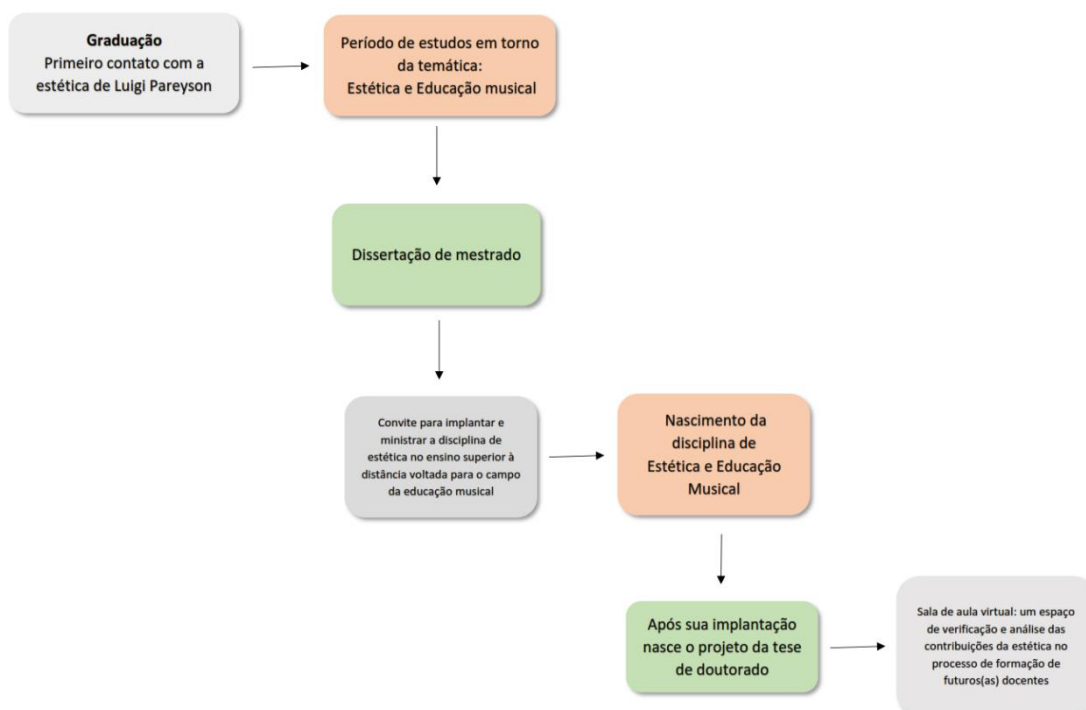 Graduação
Primeiro contato com a
estética de Luigi Pareyson
Período de estudos em torno
da temática:
Estética e Educação musical
Dissertação de mestrado
Convite para implantar e
ministrar a disciplina de
estética no ensino superior à
distância voltada para o campo
da educação musical
Nascimento da
disciplina de
Estética e Educação
Musical
Após sua implantação
nasce o projeto da tese
de doutorado
Sala de aula virtual: um espaço
de verificação e análise das
contribuições da estética no
processo de formação de
futuros(as) docentes